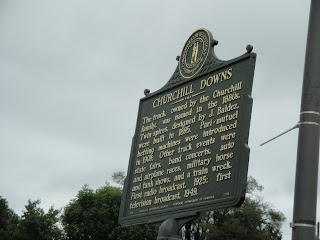 CHURCHILL DOWNS
The track, owned by the Churchill
family, was named in the 1880s.
Twin spires, designed by J. Baldez,
were built in 1895. Pari-mutuel
betting machines were introduced
in 1908. Other track events were
state fairs, band concerts, auto
and airplane races, military horse
and tank shows, and a train wreck.
First radio broadcast, 1925; first
television broadcast, 1949.